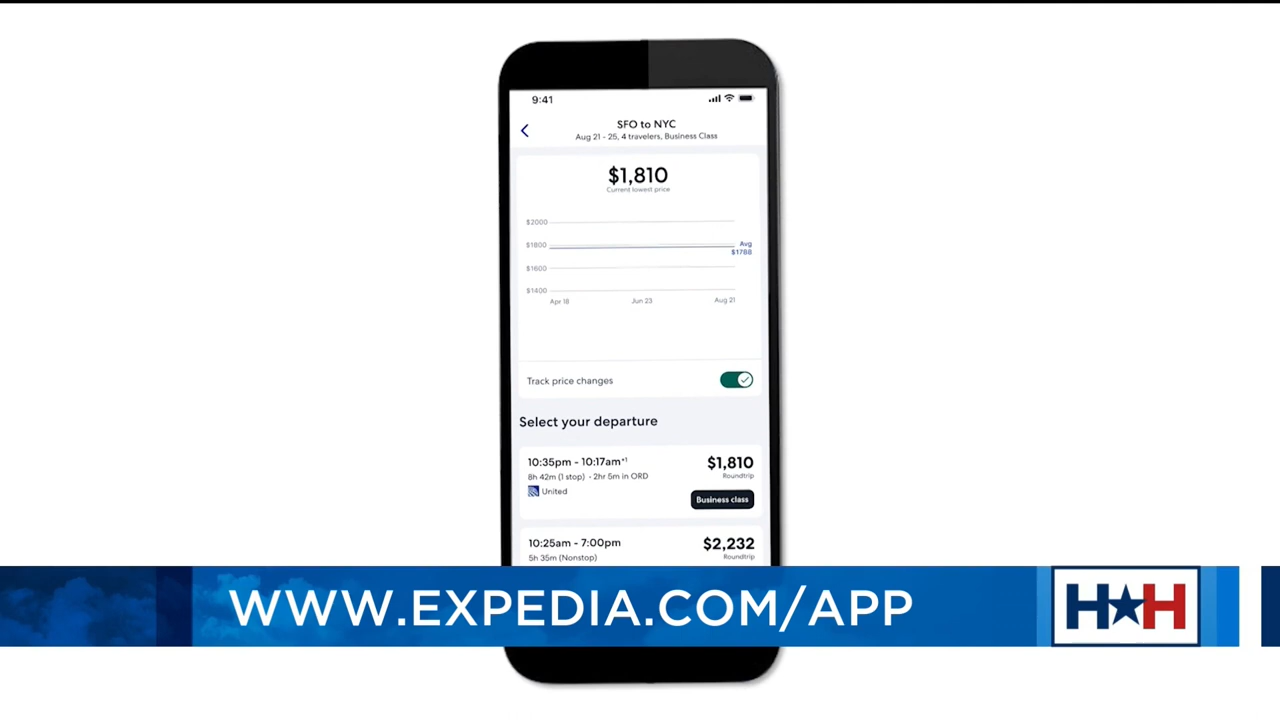 9:41
SFO to NYC
Aug 21 - 25, 4 travelers, Business Class
$1,810
Current lowest price
$2000
$1800
Avg
$1788
$1600
$1400
Apr 18
Jun 23
Aug 21
Track price changes
Select your departure
10:35pm - 10:17am+1
$1,810
8h 42m (1 stop) • 2hr 5m in ORD
Roundtrip
United
Business class
10:25am - 7:00pm
$2,232
5h 35m (Nonstop)
Roundtrip
WWW.EXPEDIA.COM/APP
H★H